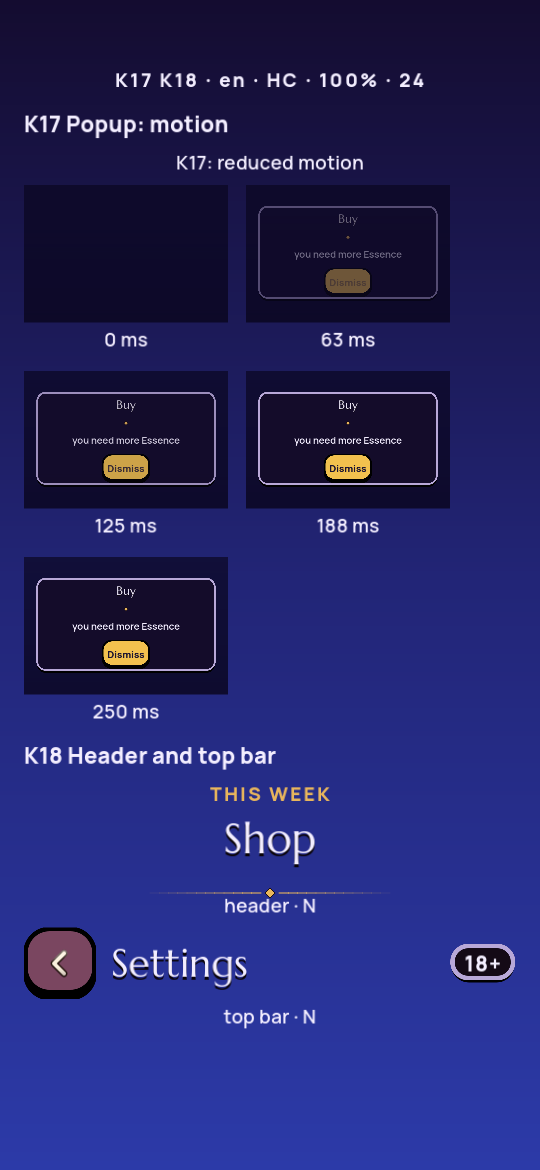 K17 K18 · en · HC · 100% · 24
K17 Popup: motion
K17: reduced motion
Buy
you need more Essence
Dismiss
0 ms
63 ms
Buy
you need more Essence
Dismiss
Buy
you need more Essence
Dismiss
125 ms
188 ms
Buy
you need more Essence
Dismiss
250 ms
K18 Header and top bar
THIS WEEK
Shop
header · N
Settings
18+
top bar · N